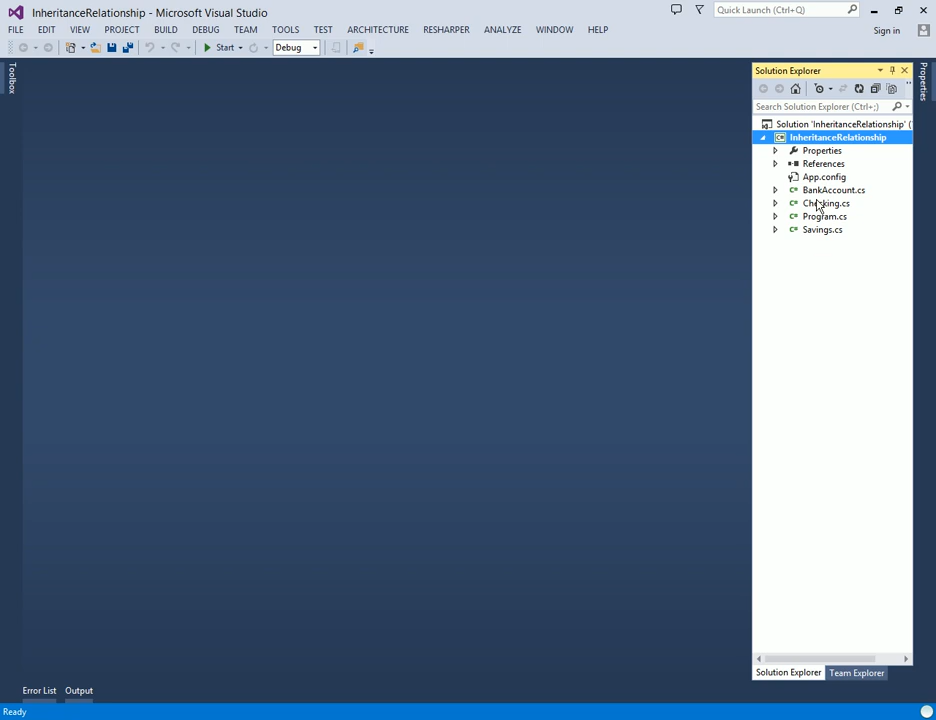 InheritanceRelationship - Microsoft Visual Studio
Quick Launch (Ctrl+Q)
FILE EDIT VIEW PROJECT BUILD DEBUG TEAM TOOLS TEST ARCHITECTURE RESHARPER ANALYZE WINDOW HELP
Sign in
Start Debug
Toolbox
Solution Explorer
Properties
Search Solution Explorer (Ctrl+;)
Solution 'InheritanceRelationship' (
InheritanceRelationship
Properties
References
App.config
BankAccount.cs
Checking.cs
Program.cs
Savings.cs
Solution Explorer Team Explorer
Error List Output
Ready